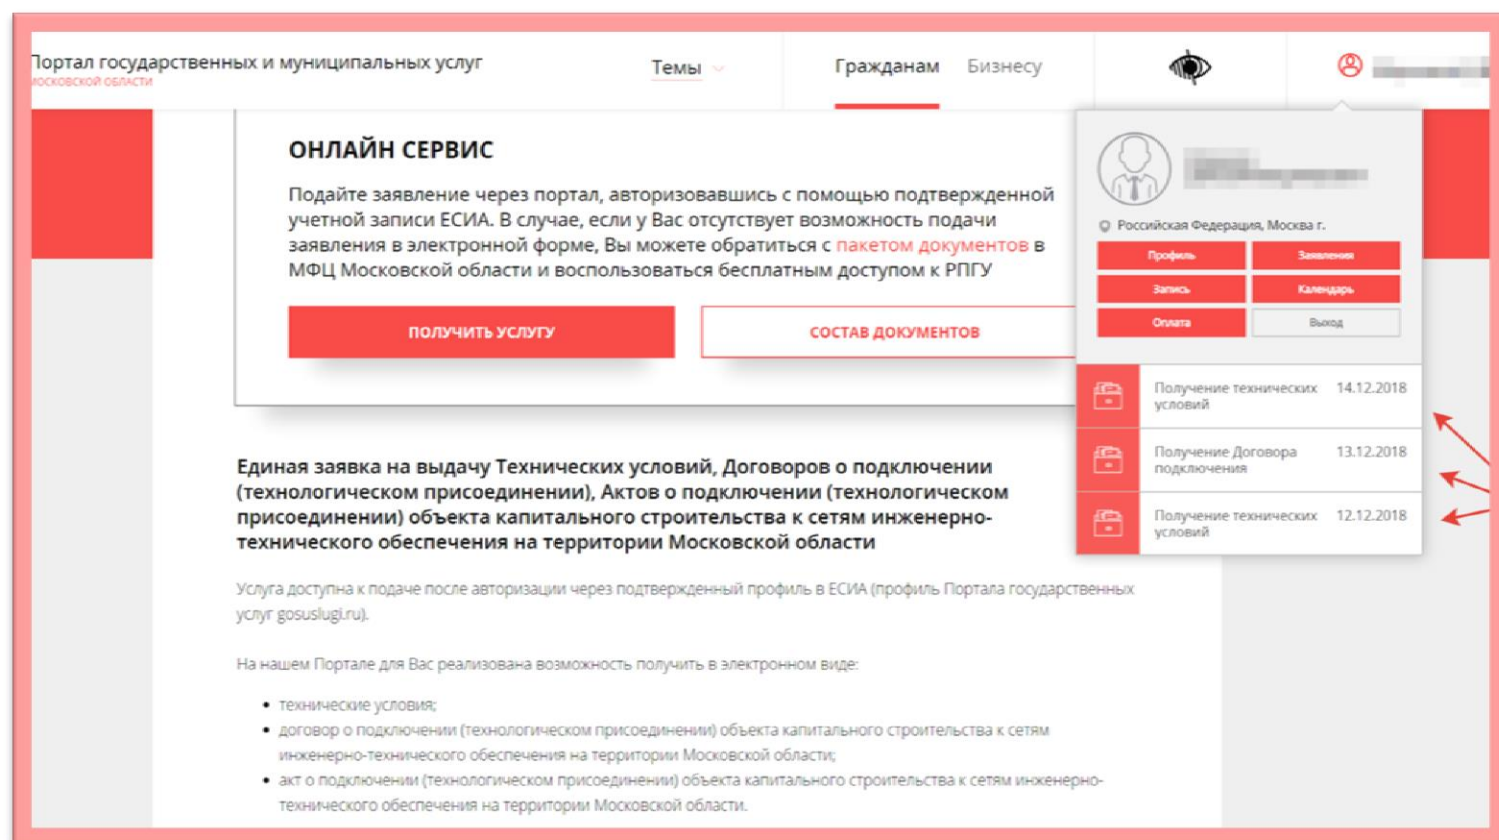 Портал государственных и муниципальных услуг
МОСКОВСКОЙ ОБЛАСТИ
Темы
Гражданам
Бизнесу
ОНЛАЙН СЕРВИС
Подайте заявление через портал, авторизовавшись с помощью подтвержденной
учетной записи ЕСИА. В случае, если у Вас отсутствует возможность подачи
заявления в электронной форме, Вы можете обратиться с пакетом документов в
МФЦ Московской области и воспользоваться бесплатным доступом к РПГУ
ПОЛУЧИТЬ УСЛУГУ
СОСТАВ ДОКУМЕНТОВ
Российская Федерация, Москва г.
Профиль
Заявления
Запись
Календарь
Оплата
Выход
Получение технических 14.12.2018
условий
Получение Договора 13.12.2018
подключения
Получение технических 12.12.2018
условий
Единая заявка на выдачу Технических условий, Договоров о подключении
(технологическом присоединении), Актов о подключении (технологическом
присоединении) объекта капитального строительства к сетям инженерно-
технического обеспечения на территории Московской области
Услуга доступна к подаче после авторизации через подтвержденный профиль в ЕСИА (профиль Портала государственных
услуг gosuslugi.ru).
На нашем Портале для Вас реализована возможность получить в электронном виде:
• технические условия;
• договор о подключении (технологическом присоединении) объекта капитального строительства к сетям
инженерно-технического обеспечения на территории Московской области;
• акт о подключении (технологическом присоединении) объекта капитального строительства к сетям инженерно-
технического обеспечения на территории Московской области.